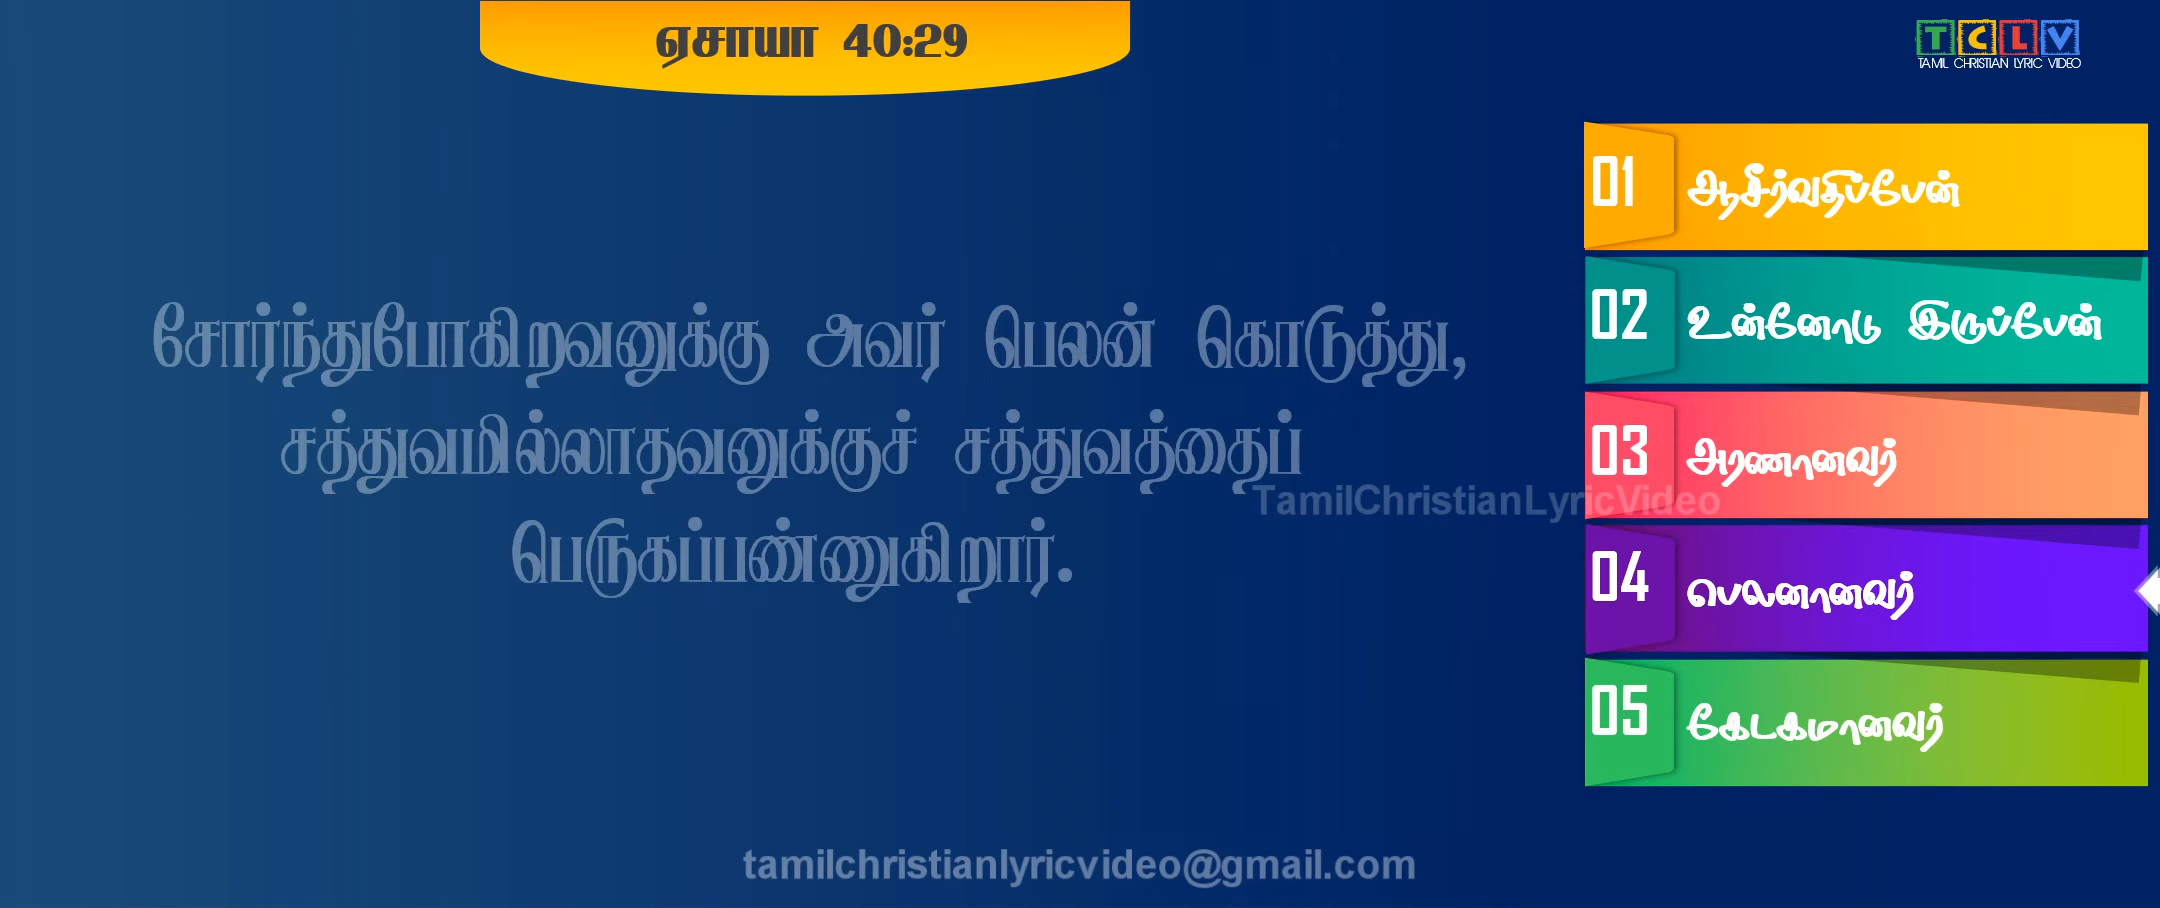 ஏசாயா 40:29
TCLV
TAMIL CHRISTIAN LYRIC VIDEO
சோர்ந்துபோகிறவனுக்கு அவர் பெலன் கொடுத்து,
சத்துவமில்லாதவனுக்குச் சத்துவத்தைப்
பெருகப்பண்ணுகிறார்.
01 ஆசீர்வதிப்பேன்
02 உன்னோடு இருப்பேன்
03 அரணானவர்
TamilChristianLyricVideo
04 பெலனானவர்
05 கேடகமானவர்
tamilchristianlyricvideo@gmail.com